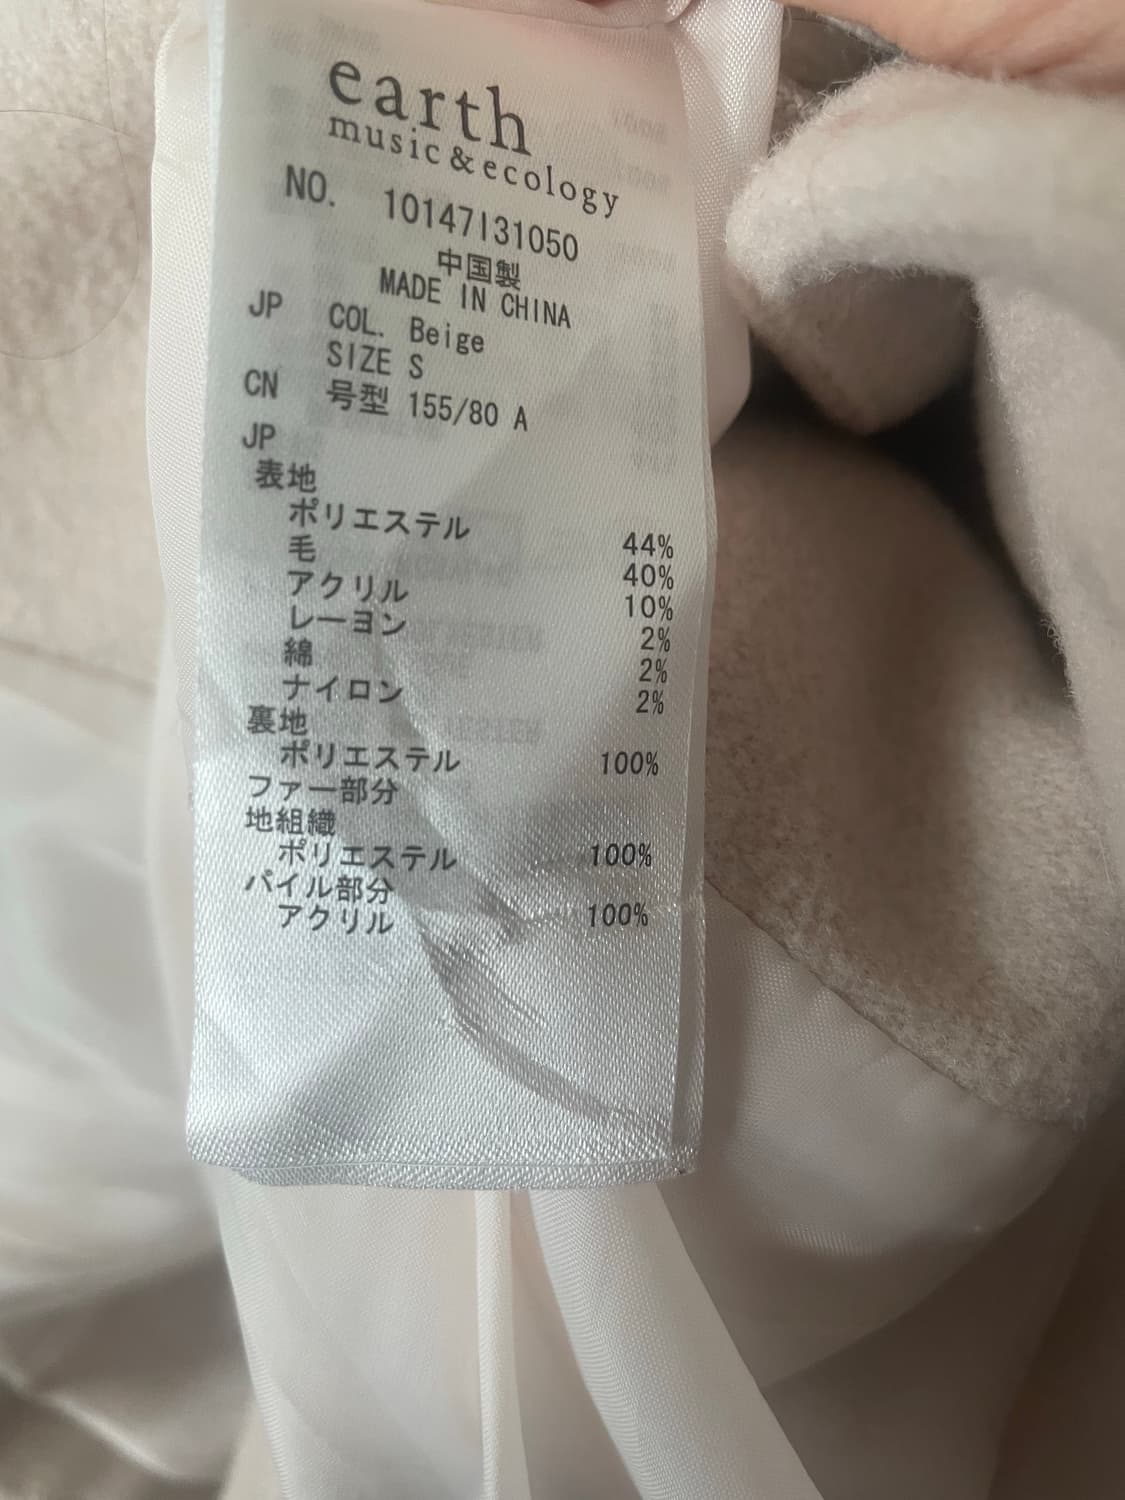 earth
music&ecology
NO. 10147131050
中国製
MADE IN CHINA
JP COL. Beige
SIZE S
CN 号型 155/80 A
JP
表地
ポリエステル 44%
毛 40%
アクリル 10%
レーヨン 2%
綿 2%
ナイロン 2%
裏地
ポリエステル 100%
ファー部分
地組織
ポリエステル 100%
パイル部分
アクリル 100%